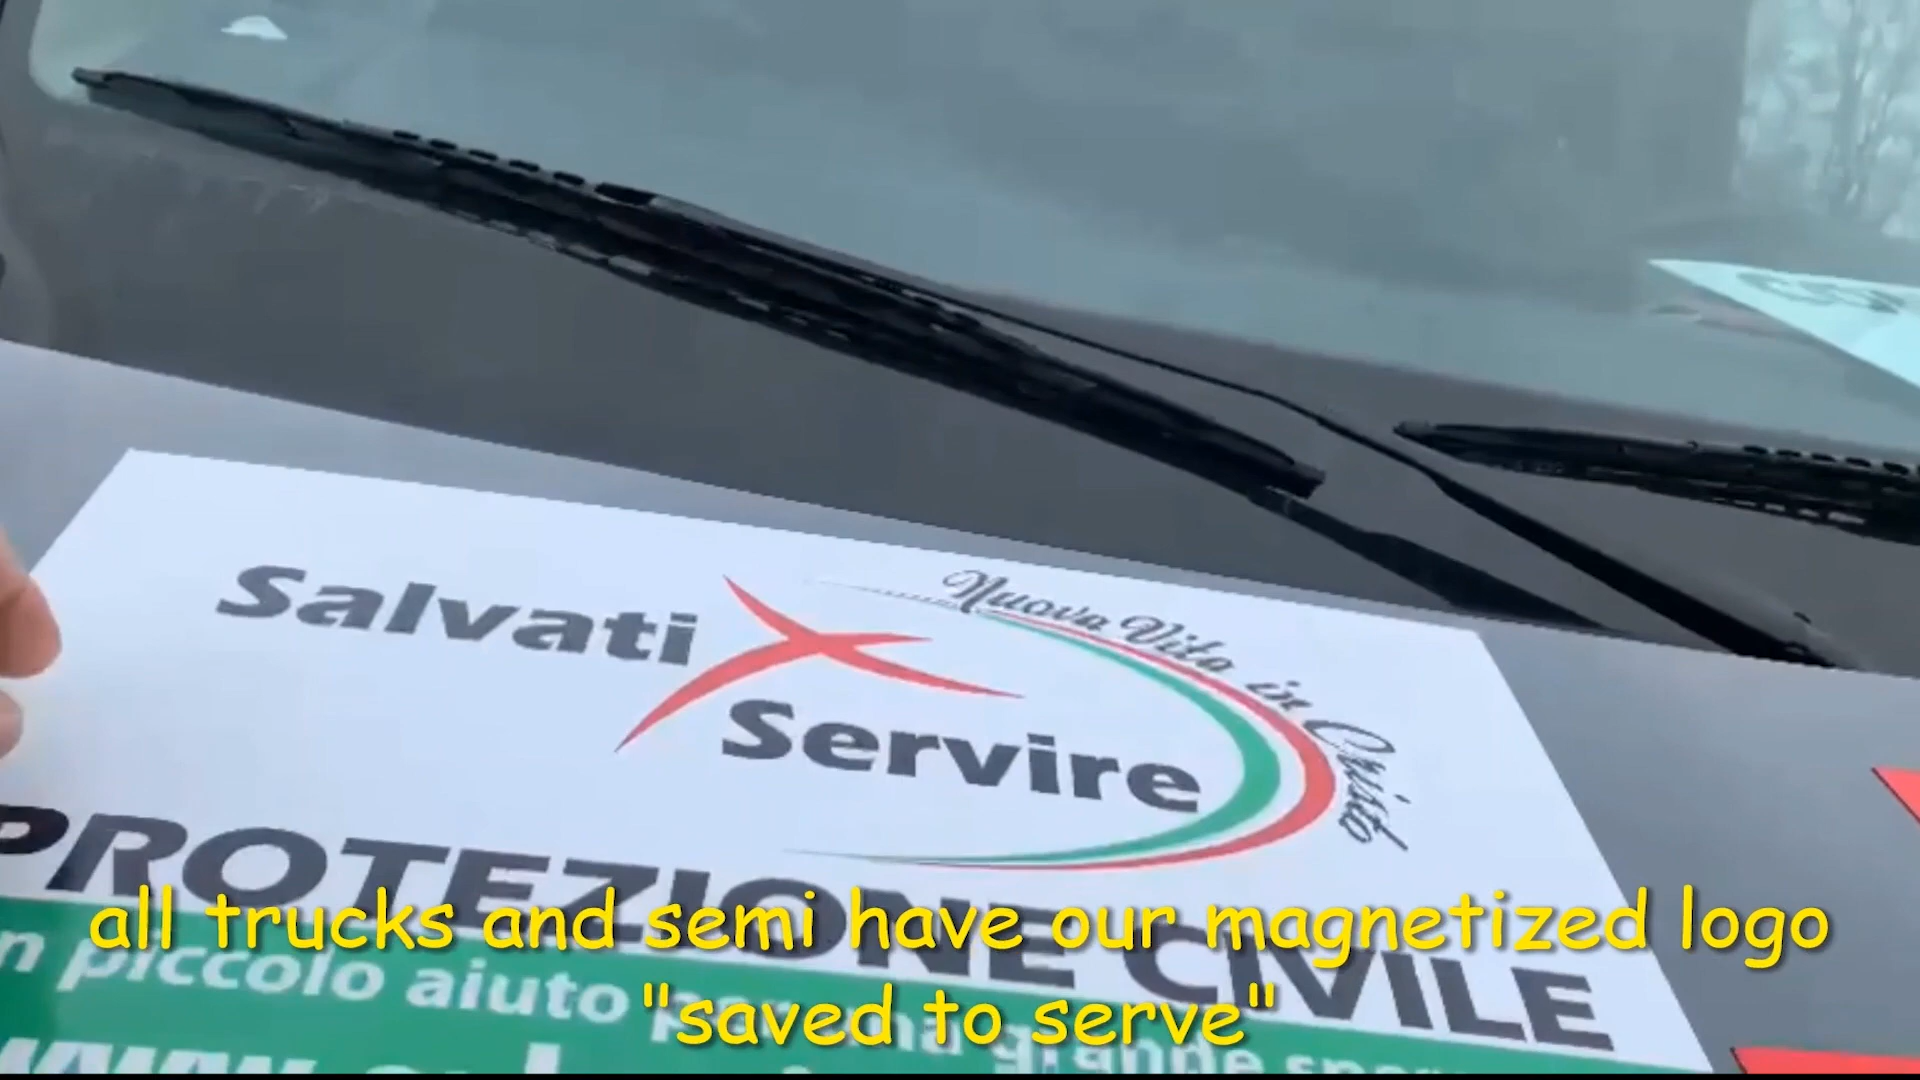 Salvati
Servire
Nuova Vita in Cristo
PROTEZIONE CIVILE
piccolo aiuto
grande
all trucks and semi have our magnetized logo
"saved to serve"